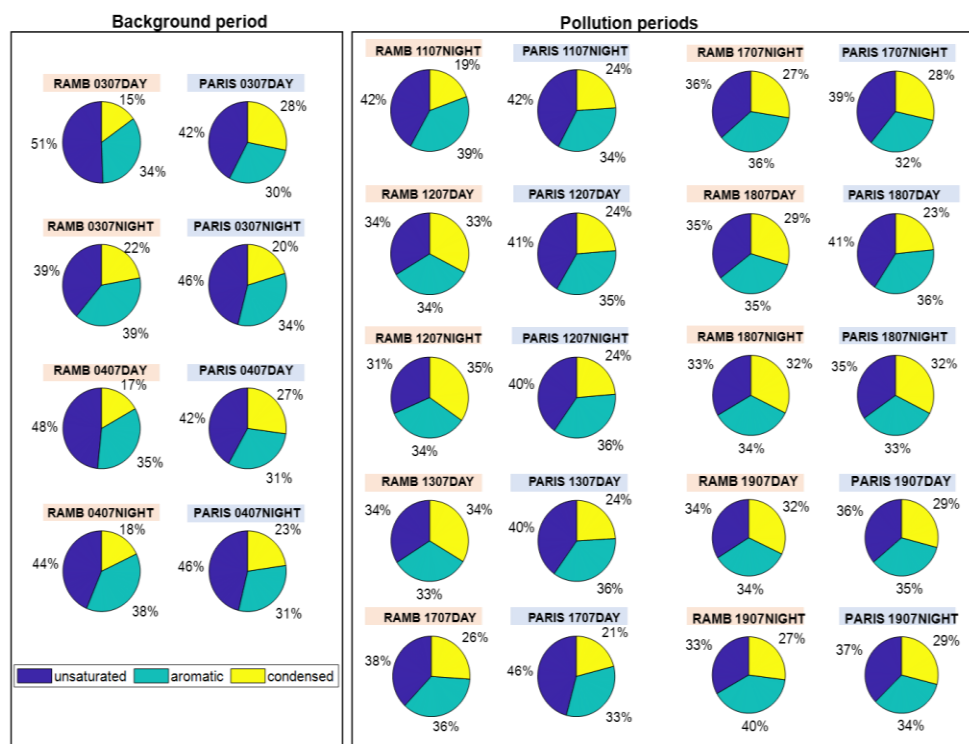 Background period
Pollution periods
RAMB 0307DAY
15%
51%
34%
PARIS 0307DAY
28%
42%
30%
RAMB 0307NIGHT
22%
39%
39%
PARIS 0307NIGHT
20%
46%
34%
RAMB 0407DAY
17%
48%
35%
PARIS 0407DAY
27%
42%
31%
RAMB 0407NIGHT
18%
44%
38%
PARIS 0407NIGHT
23%
46%
31%
unsaturated aromatic condensed
RAMB 1107NIGHT
19%
42%
39%
PARIS 1107NIGHT
24%
42%
34%
RAMB 1707NIGHT
27%
36%
36%
PARIS 1707NIGHT
28%
39%
32%
RAMB 1207DAY
34%
33%
34%
PARIS 1207DAY
24%
41%
35%
RAMB 1807DAY
29%
35%
35%
PARIS 1807DAY
23%
41%
36%
RAMB 1207NIGHT
31%
35%
34%
PARIS 1207NIGHT
24%
40%
36%
RAMB 1807NIGHT
33%
32%
34%
PARIS 1807NIGHT
35%
32%
33%
RAMB 1307DAY
34%
34%
33%
PARIS 1307DAY
24%
40%
36%
RAMB 1907DAY
34%
32%
34%
PARIS 1907DAY
36%
29%
35%
RAMB 1707DAY
26%
38%
36%
PARIS 1707DAY
21%
46%
33%
RAMB 1907NIGHT
33%
27%
40%
PARIS 1907NIGHT
37%
29%
34%